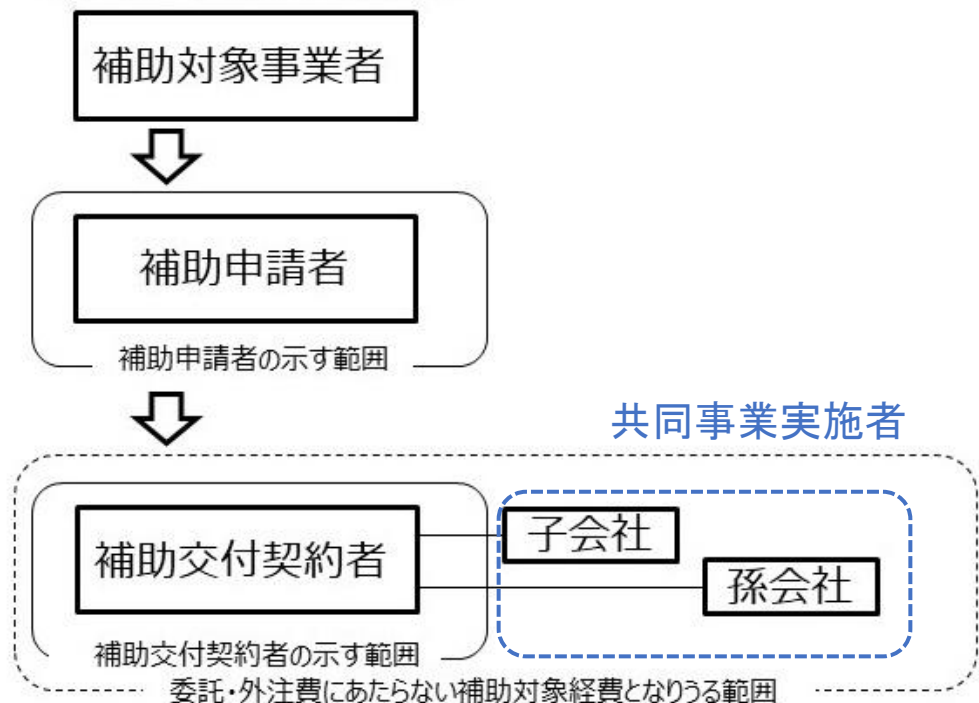 補助対象事業者
補助申請者
補助申請者の示す範囲
共同事業実施者
補助交付契約者
子会社
孫会社
補助交付契約者の示す範囲
委託・外注費にあたらない補助対象経費となりうる範囲